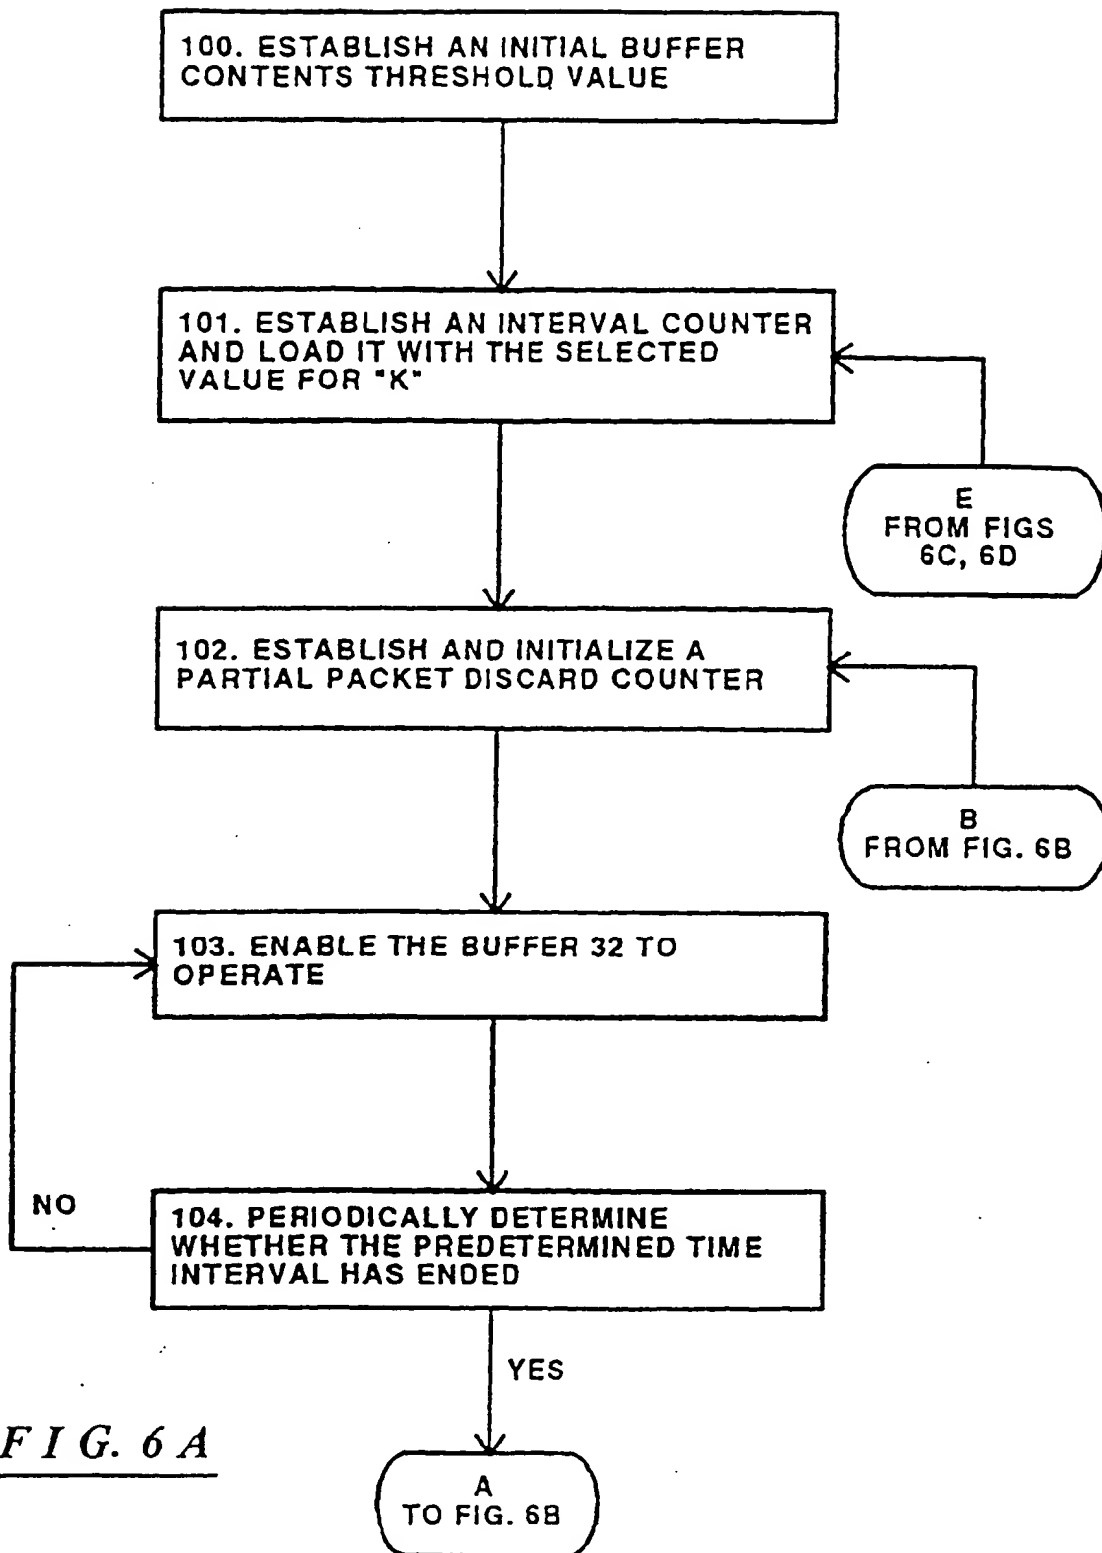 100. ESTABLISH AN INITIAL BUFFER
CONTENTS THRESHOLD VALUE
101. ESTABLISH AN INTERVAL COUNTER
AND LOAD IT WITH THE SELECTED
VALUE FOR "K"
E
FROM FIGS
6C, 6D
102. ESTABLISH AND INITIALIZE A
PARTIAL PACKET DISCARD COUNTER
B
FROM FIG. 6B
103. ENABLE THE BUFFER 32 TO
OPERATE
NO
104. PERIODICALLY DETERMINE
WHETHER THE PREDETERMINED TIME
INTERVAL HAS ENDED
YES
FIG. 6A
A
TO FIG. 6B